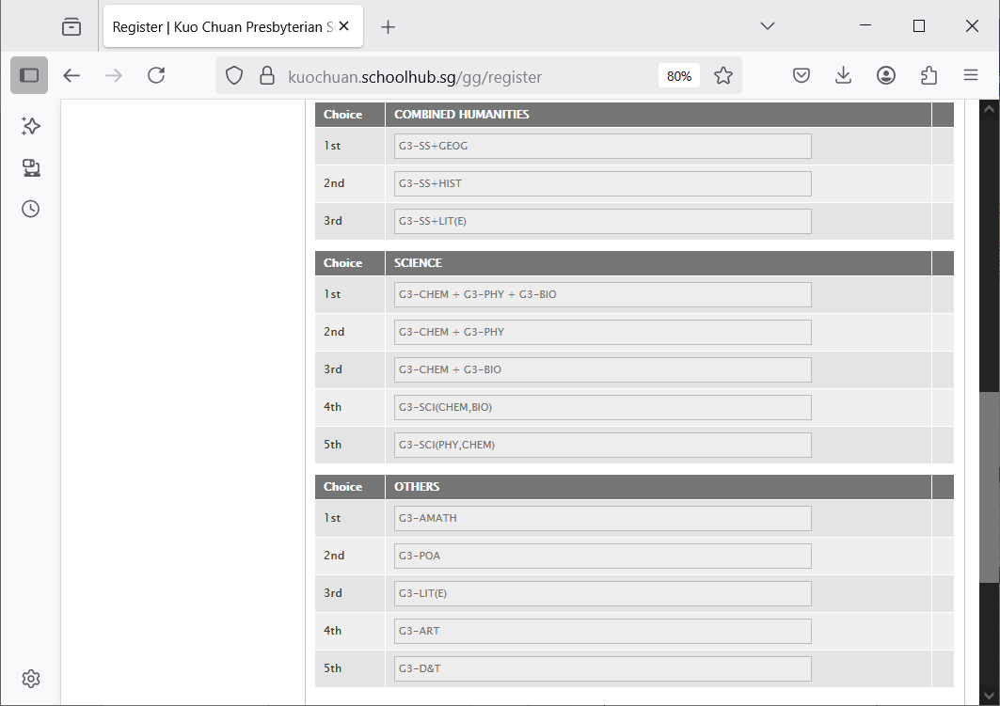 Register | Kuo Chuan Presbyterian S
kuochuan.schoolhub.sg/gg/register 80%
Choice COMBINED HUMANITIES
1st G3-SS+GEOG
2nd G3-SS+HIST
3rd G3-SS+LIT(E)
Choice SCIENCE
1st G3-CHEM + G3-PHY + G3-BIO
2nd G3-CHEM + G3-PHY
3rd G3-CHEM + G3-BIO
4th G3-SCI(CHEM,BIO)
5th G3-SCI(PHY,CHEM)
Choice OTHERS
1st G3-AMATH
2nd G3-POA
3rd G3-LIT(E)
4th G3-ART
5th G3-D&T